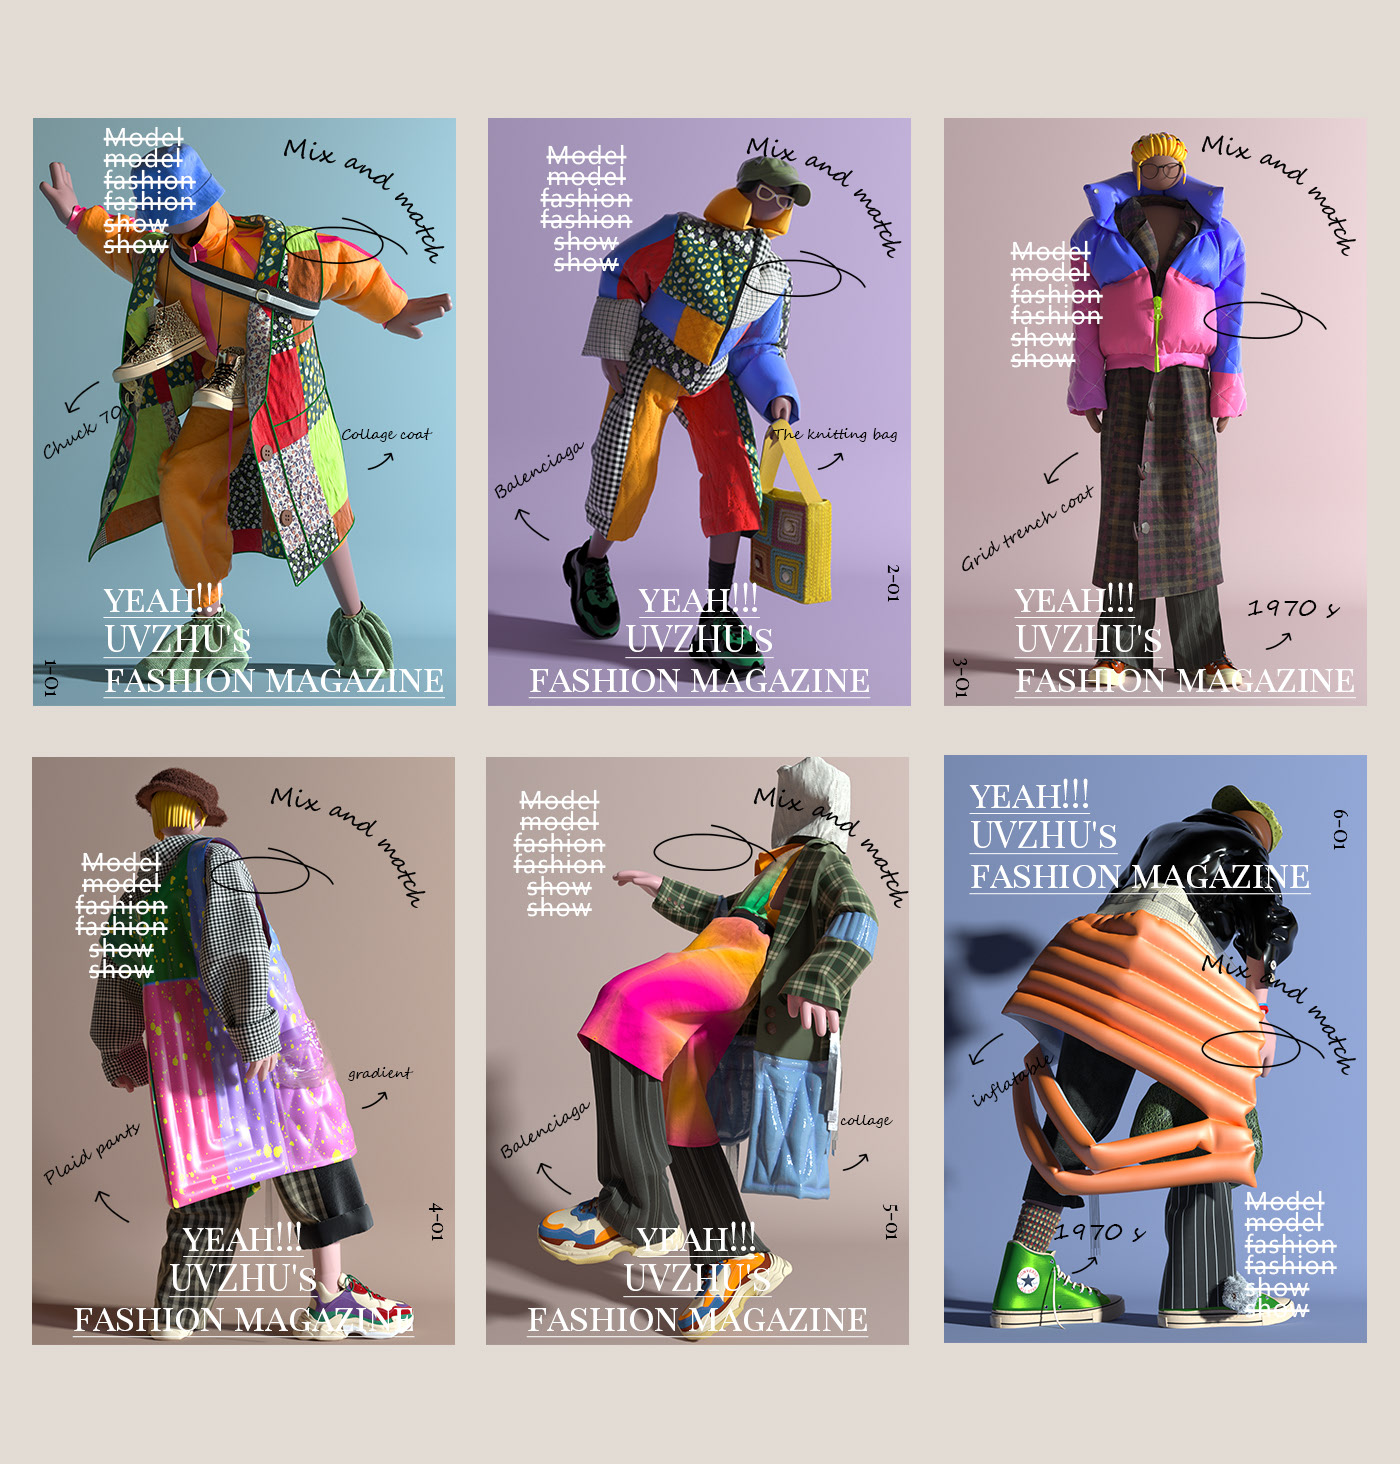 Model
model
fashion
fashion
show
show
Mix and match
Chuck 70
Collage coat
YEAH!!!
UVZHU's
FASHION MAGAZINE
1-01
Model
model
fashion
fashion
show
show
Mix and match
Balenciaga
The knitting bag
2-01
YEAH!!!
UVZHU's
FASHION MAGAZINE
Mix and match
Model
model
fashion
fashion
show
show
Grid trench coat
1970 s
YEAH!!!
UVZHU's
FASHION MAGAZINE
3-01
Mix and match
Model
model
fashion
fashion
show
show
gradient
Plaid pants
4-01
YEAH!!!
UVZHU's
FASHION MAGAZINE
Model
model
fashion
fashion
show
show
Mix and match
Balenciaga
collage
5-01
YEAH!!!
UVZHU's
FASHION MAGAZINE
YEAH!!!
UVZHU's
FASHION MAGAZINE
6-01
Mix and match
inflatable
1970 s
Model
model
fashion
fashion
show
show